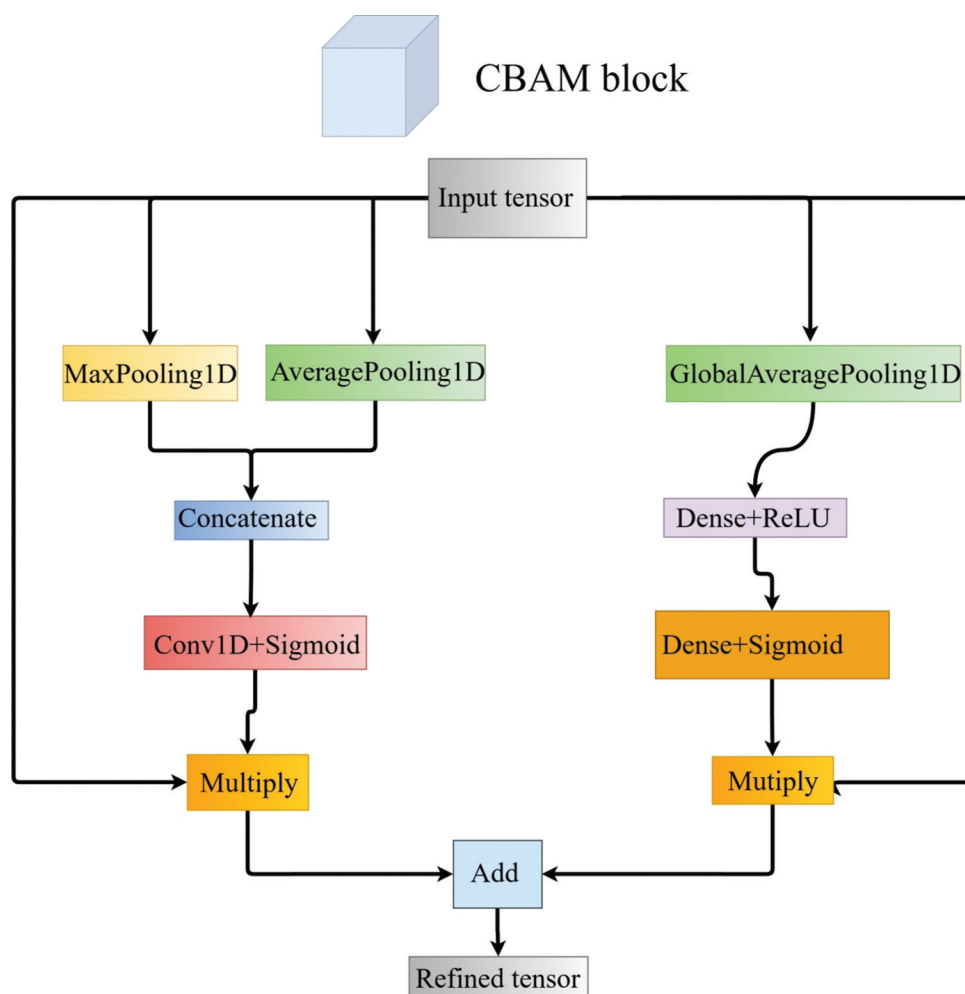 CBAM block
Input tensor
MaxPooling1D
AveragePooling1D
GlobalAveragePooling1D
Concatenate
Dense+ReLU
Conv1D+Sigmoid
Dense+Sigmoid
Multiply
Mutiply
Add
Refined tensor